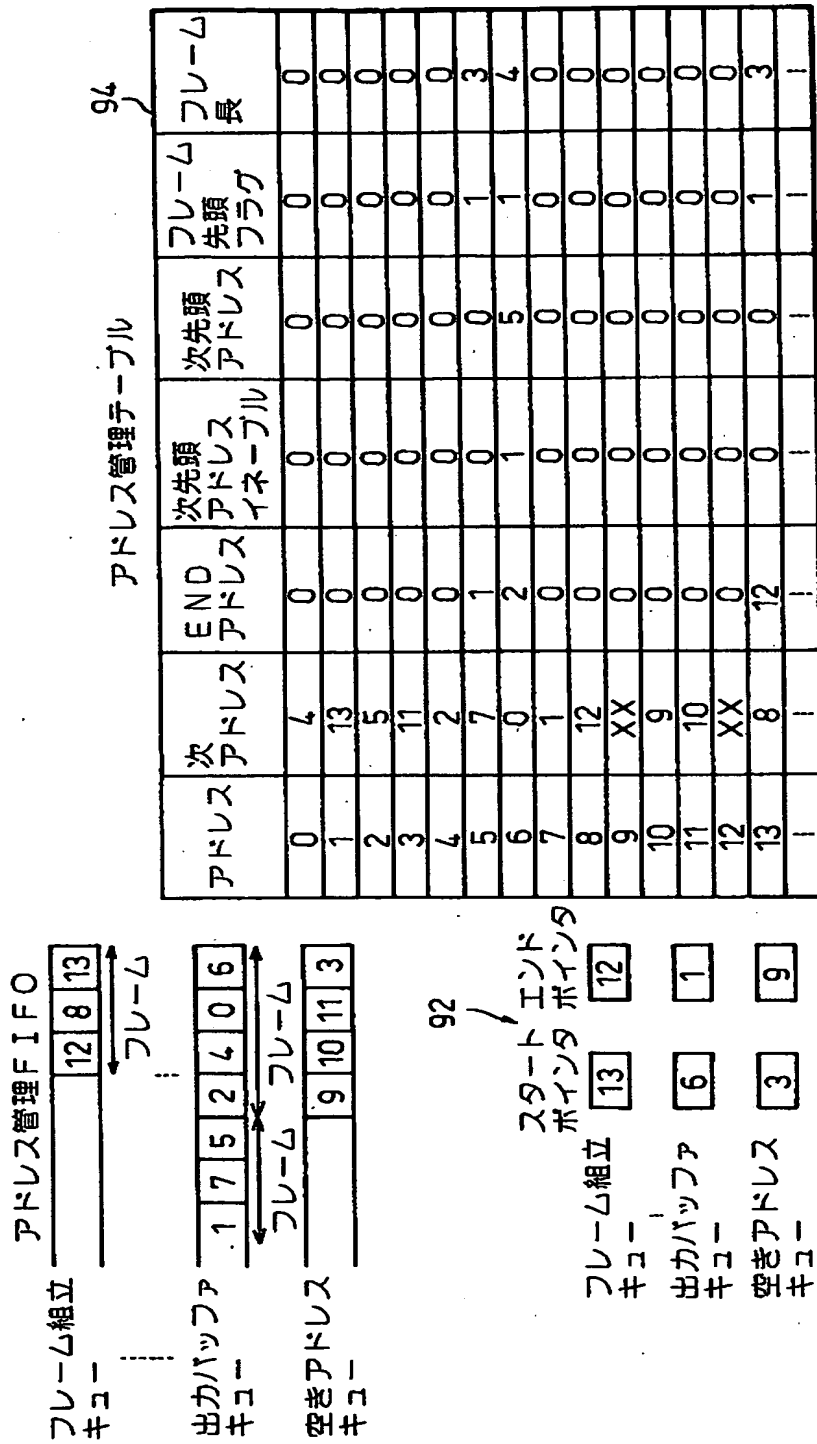 アドレス管理FIFO
フレーム組立
キュー
12 8 13
フレーム
出力バッファ
キュー
1 7 5 2 4 0 6
フレーム フレーム
空きアドレス
キュー
9 10 11 3
92
スタート
ポインタ
エンド
ポインタ
フレーム組立
キュー
13 12
出力バッファ
キュー
6 1
空きアドレス
キュー
3 9
アドレス管理テーブル
94
アドレス
次
アドレス
END
アドレス
次先頭
アドレス
イネーブル
次先頭
アドレス
フレーム
先頭
フラグ
フレーム
長
0 4 0 0 0 0 0
1 13 0 0 0 0 0
2 5 0 0 0 0 0
3 11 0 0 0 0 0
4 2 0 0 0 0 0
5 7 1 0 0 1 3
6 0 2 1 5 1 4
7 1 0 0 0 0 0
8 12 0 0 0 0 0
9 XX 0 0 0 0 0
10 9 0 0 0 0 0
11 10 0 0 0 0 0
12 XX 0 0 0 0 0
13 8 12 0 0 1 3